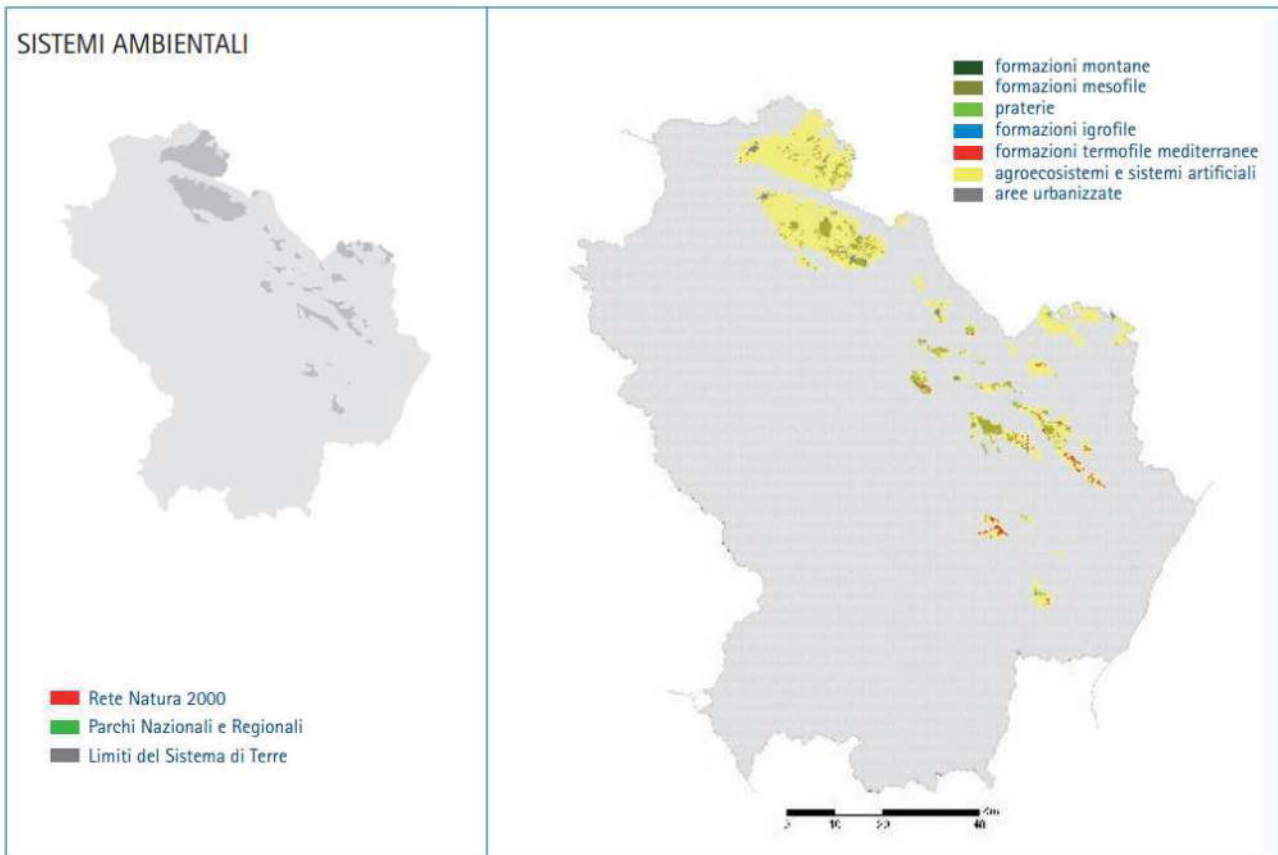 SISTEMI AMBIENTALI
Rete Natura 2000
Parchi Nazionali e Regionali
Limiti del Sistema di Terre
formazioni montane
formazioni mesofile
praterie
formazioni igrofile
formazioni termofile mediterranee
agroecosistemi e sistemi artificiali
aree urbanizzate
Km
10 20 40